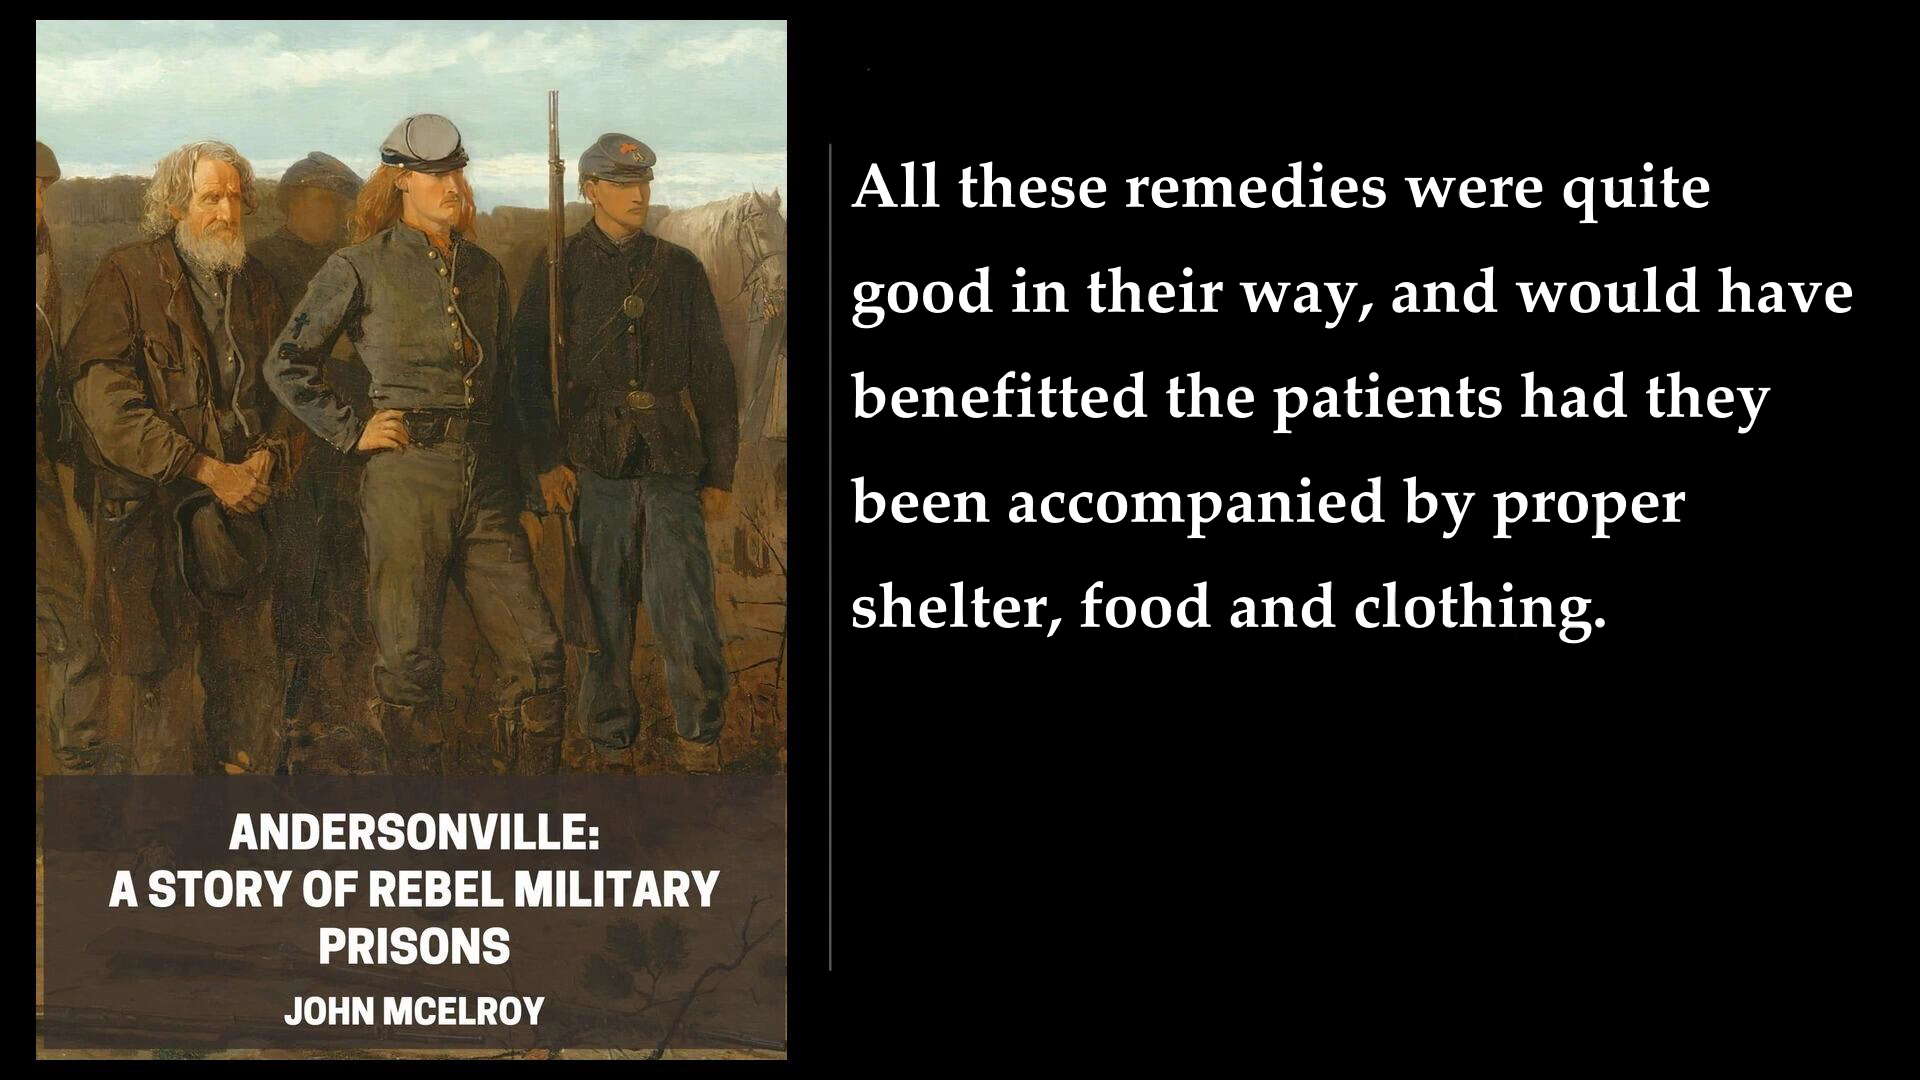 ANDERSONVILLE:
A STORY OF REBEL MILITARY
PRISONS
JOHN MCELROY
All these remedies were quite
good in their way, and would have
benefitted the patients had they
been accompanied by proper
shelter, food and clothing.